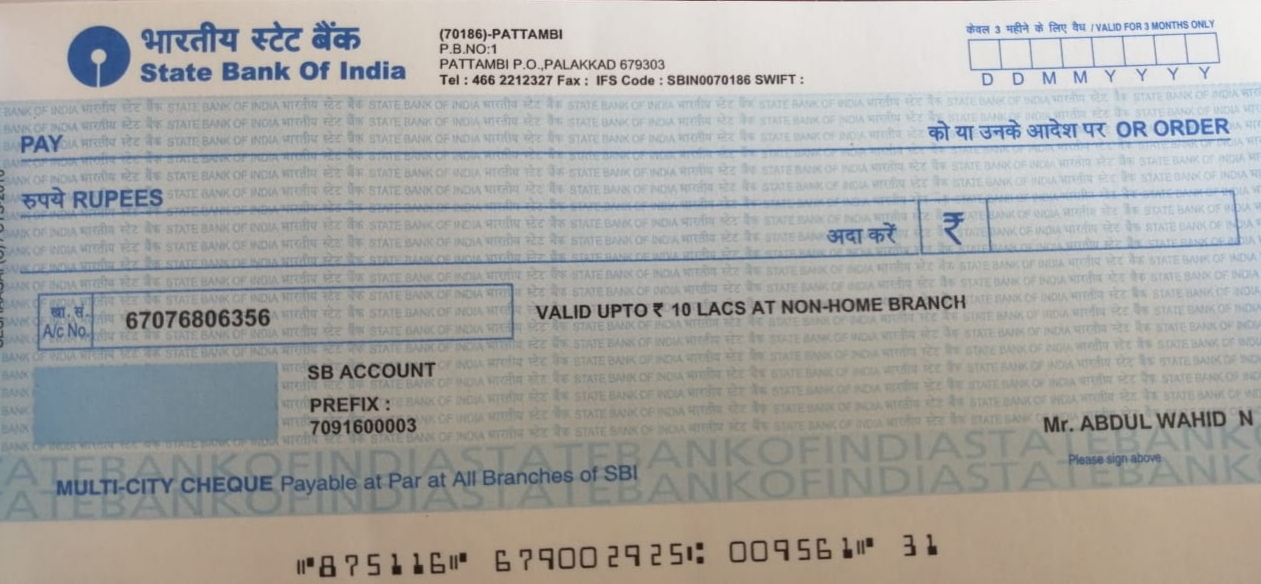 भारतीय स्टेट बैंक
State Bank Of India
(70186)-PATTAMBI
P.B.NO:1
PATTAMBI P.O.,PALAKKAD 679303
Tel : 466 2212327 Fax : IFS Code : SBIN0070186 SWIFT :
केवल 3 महीने के लिए वैध / VALID FOR 3 MONTHS ONLY
D D M M Y Y Y Y
PAY
को या उनके आदेश पर OR ORDER
रुपये RUPEES
अदा करें ₹
खा. सं.
A/c No.
67076806356
VALID UPTO ₹ 10 LACS AT NON-HOME BRANCH
SB ACCOUNT
PREFIX :
7091600003
Mr. ABDUL WAHID N
Please sign above
MULTI-CITY CHEQUE Payable at Par at All Branches of SBI
⑈875116⑈ 679002925⑆ 009561⑈ 31